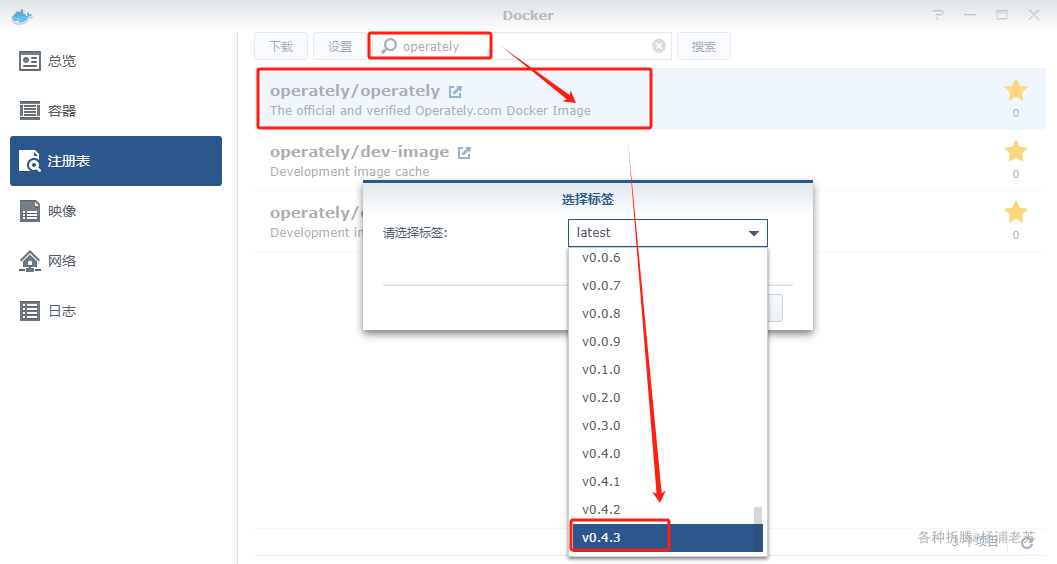 Docker
总览
容器
注册表
映像
网络
日志
下载
设置
operately
搜索
operately/operately
The official and verified Operately.com Docker Image
0
operately/dev-image
Development image cache
0
operately/
Development
0
选择标签
请选择标签:
latest
v0.0.6
v0.0.7
v0.0.8
v0.0.9
v0.1.0
v0.2.0
v0.3.0
v0.4.0
v0.4.1
v0.4.2
v0.4.3
3 个项目
各种折腾@杨浦老苏